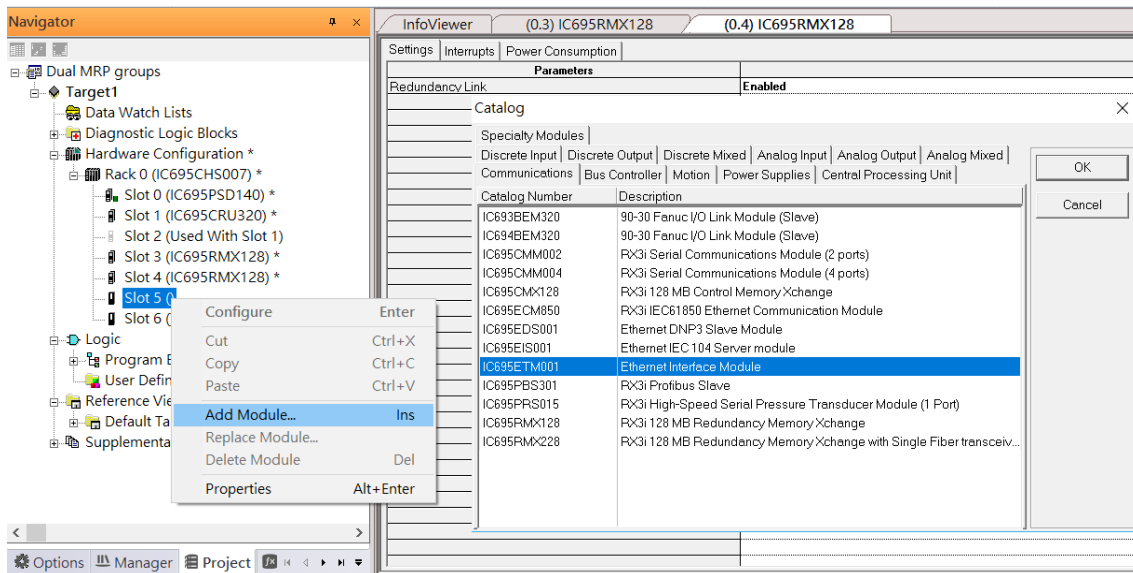 Navigator
InfoViewer
(0.3) IC695RMX128
(0.4) IC695RMX128
Settings
Interrupts
Power Consumption
Dual MRP groups
Target1
Data Watch Lists
Diagnostic Logic Blocks
Hardware Configuration *
Rack 0 (IC695CHS007) *
Slot 0 (IC695PSD140) *
Slot 1 (IC695CRU320) *
Slot 2 (Used With Slot 1)
Slot 3 (IC695RMX128) *
Slot 4 (IC695RMX128) *
Slot 5 (
Slot 6 (
Logic
Program B
User Defin
Reference Vie
Default Ta
Supplementa
Configure Enter
Cut Ctrl+X
Copy Ctrl+C
Paste Ctrl+V
Add Module... Ins
Replace Module...
Delete Module Del
Properties Alt+Enter
Options
Manager
Project
Parameters
Redundancy Link Enabled
Catalog
Specialty Modules
Discrete Input
Discrete Output
Discrete Mixed
Analog Input
Analog Output
Analog Mixed
Communications
Bus Controller
Motion
Power Supplies
Central Processing Unit
Catalog Number Description
IC693BEM320 90-30 Fanuc I/O Link Module (Slave)
IC694BEM320 90-30 Fanuc I/O Link Module (Slave)
IC695CMM002 RX3i Serial Communications Module (2 ports)
IC695CMM004 RX3i Serial Communications Module (4 ports)
IC695CMX128 RX3i 128 MB Control Memory Xchange
IC695ECM850 RX3i IEC61850 Ethernet Communication Module
IC695EDS001 Ethernet DNP3 Slave Module
IC695EIS001 Ethernet IEC 104 Server module
IC695ETM001 Ethernet Interface Module
IC695PBS301 RX3i Profibus Slave
IC695PRS015 RX3i High-Speed Serial Pressure Transducer Module (1 Port)
IC695RMX128 RX3i 128 MB Redundancy Memory Xchange
IC695RMX228 RX3i 128 MB Redundancy Memory Xchange with Single Fiber transceiv...
OK
Cancel